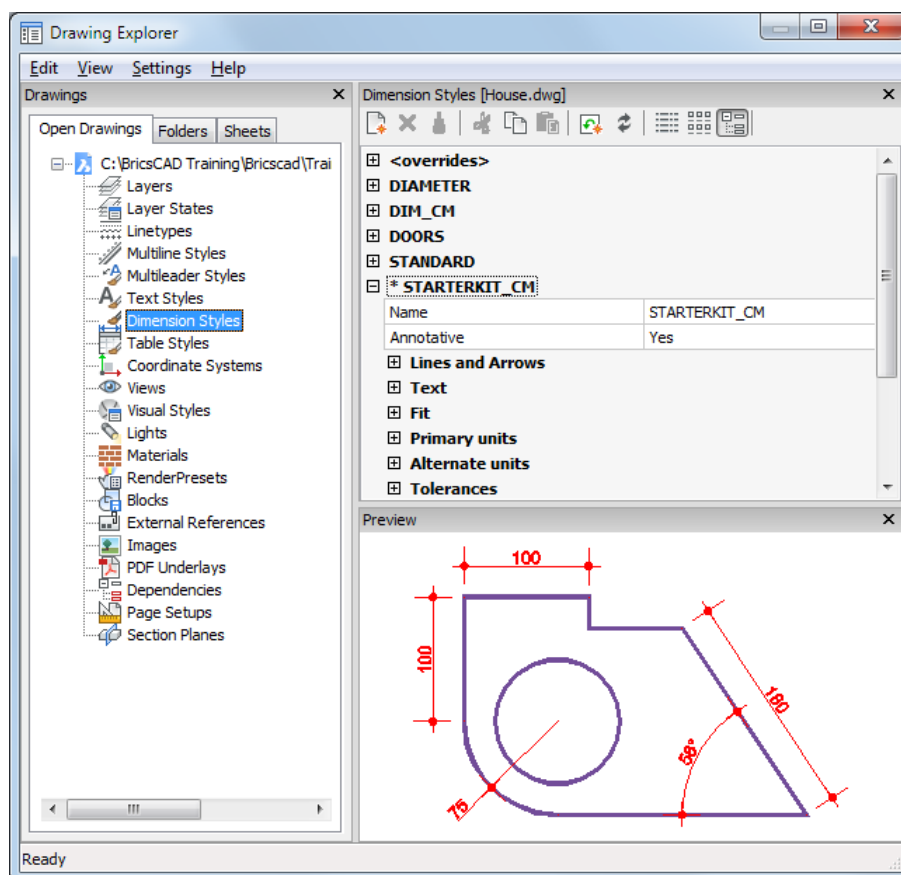 Drawing Explorer
Edit View Settings Help
Drawings
Open Drawings Folders Sheets
C:\BricsCAD Training\Bricscad\Trai
Layers
Layer States
Linetypes
Multiline Styles
Multileader Styles
Text Styles
Dimension Styles
Table Styles
Coordinate Systems
Views
Visual Styles
Lights
Materials
RenderPresets
Blocks
External References
Images
PDF Underlays
Dependencies
Page Setups
Section Planes
Dimension Styles [House.dwg]
<overrides>
DIAMETER
DIM_CM
DOORS
STANDARD
* STARTERKIT_CM
Name STARTERKIT_CM
Annotative Yes
Lines and Arrows
Text
Fit
Primary units
Alternate units
Tolerances
Preview
100
100
180
58°
75
Ready